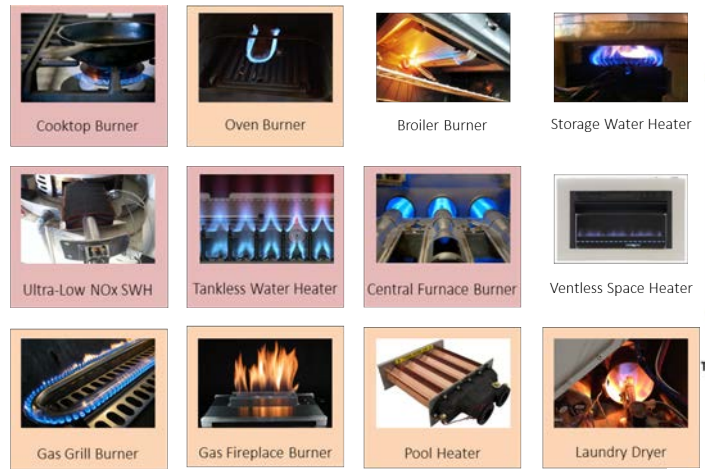 Cooktop Burner
Oven Burner
Broiler Burner
Storage Water Heater
Ultra-Low NOx SWH
Tankless Water Heater
Central Furnace Burner
Ventless Space Heater
Gas Grill Burner
Gas Fireplace Burner
Pool Heater
Laundry Dryer